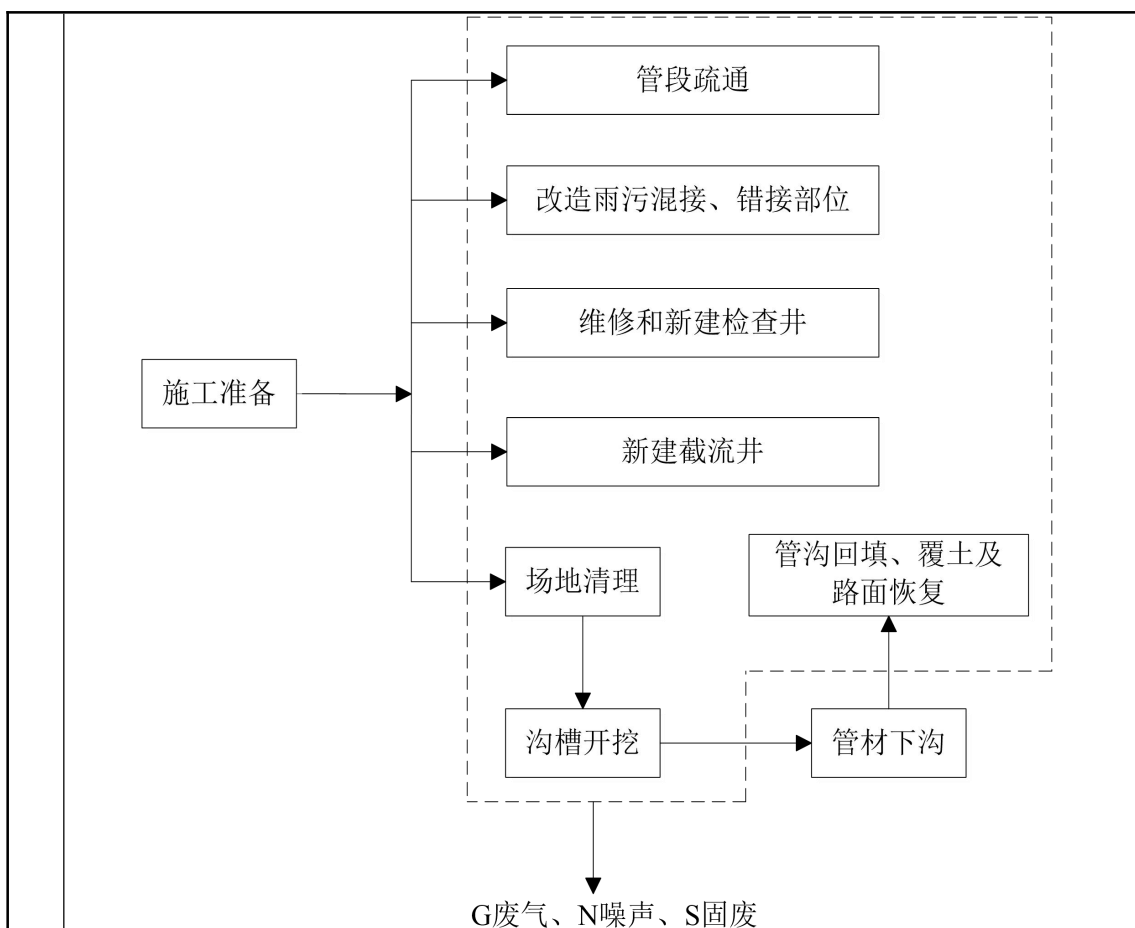 管段疏通
改造雨污混接、错接部位
维修和新建检查井
施工准备
新建截流井
场地清理
管沟回填、覆土及
路面恢复
沟槽开挖
管材下沟
G废气、N噪声、S固废